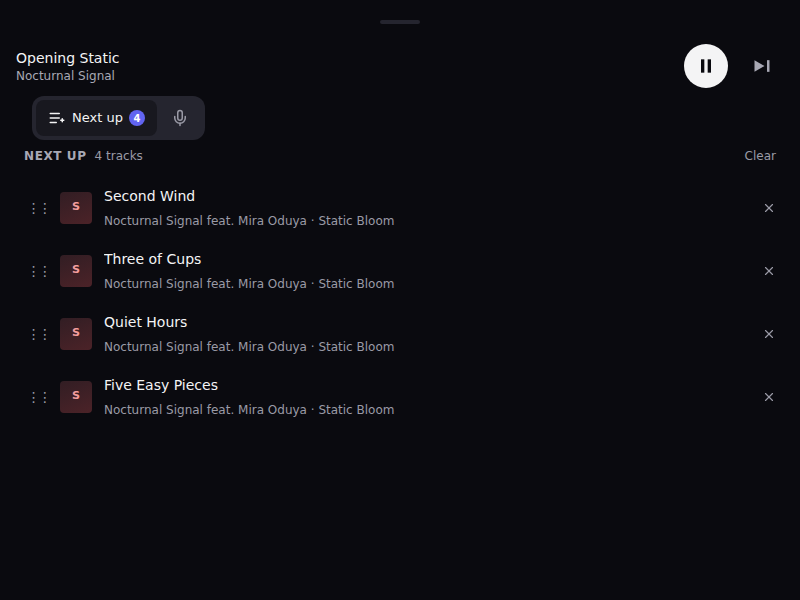 Opening Static
Nocturnal Signal
Next up 4
NEXT UP 4 tracks Clear
S Second Wind
Nocturnal Signal feat. Mira Oduya · Static Bloom
S Three of Cups
Nocturnal Signal feat. Mira Oduya · Static Bloom
S Quiet Hours
Nocturnal Signal feat. Mira Oduya · Static Bloom
S Five Easy Pieces
Nocturnal Signal feat. Mira Oduya · Static Bloom